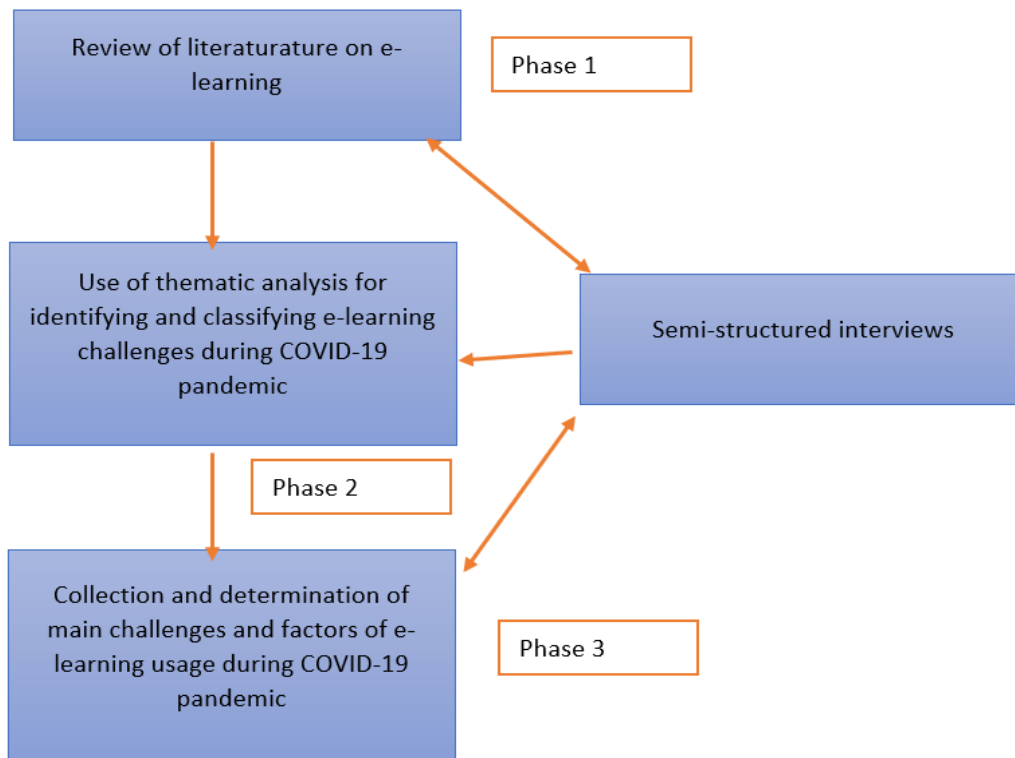 Review of literaturature on e-
learning
Phase 1
Use of thematic analysis for
identifying and classifying e-learning
challenges during COVID-19
pandemic
Semi-structured interviews
Phase 2
Collection and determination of
main challenges and factors of e-
learning usage during COVID-19
pandemic
Phase 3